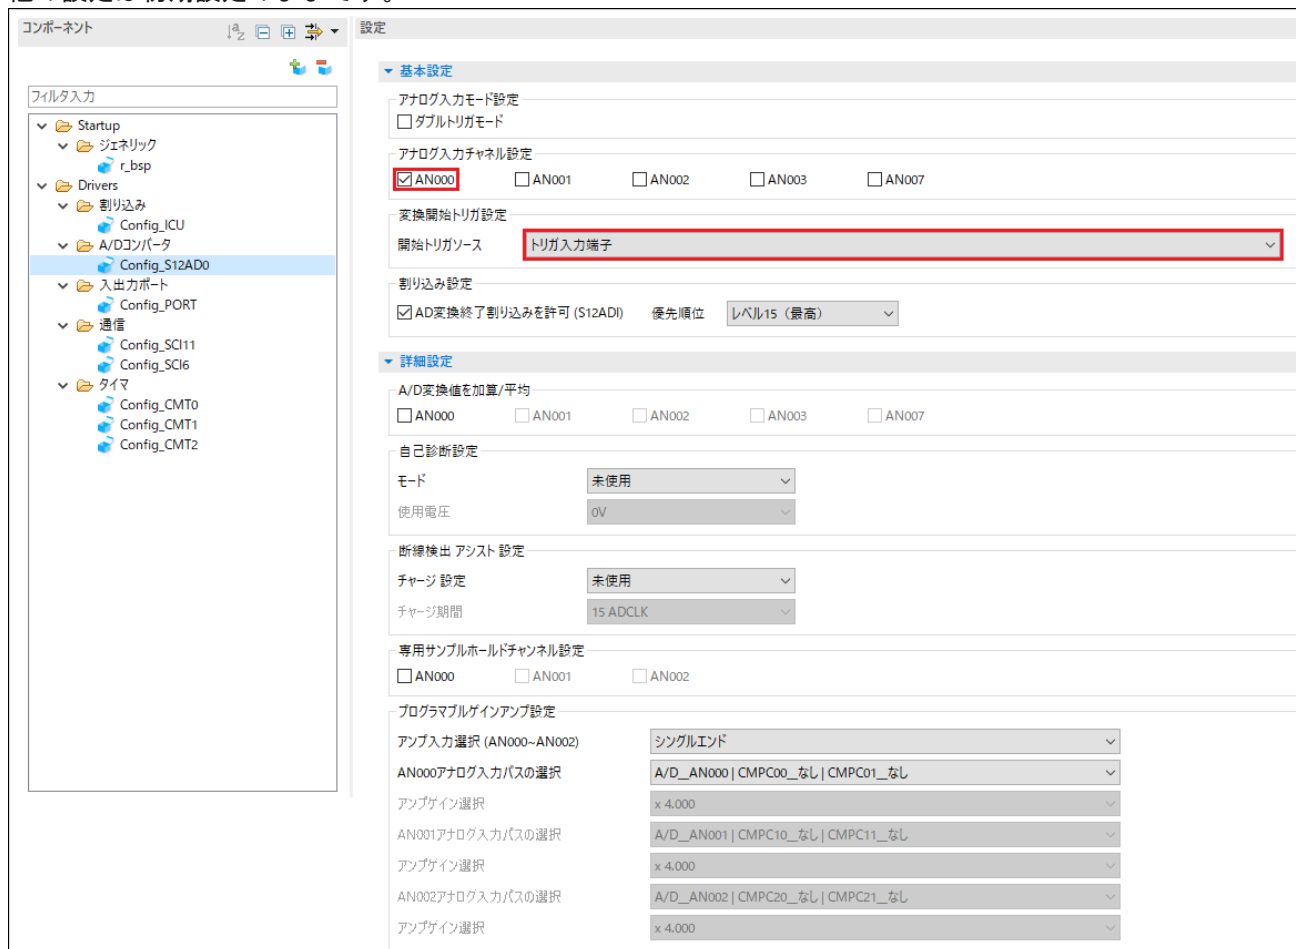 コンポーネント
設定
フィルタ入力
Startup
ジェネリック
r_bsp
Drivers
割り込み
Config_ICU
A/Dコンバータ
Config_S12AD0
入出力ポート
Config_PORT
通信
Config_SCI11
Config_SCI6
タイマ
Config_CMT0
Config_CMT1
Config_CMT2
基本設定
アナログ入力モード設定
ダブルトリガモード
アナログ入力チャネル設定
AN000 AN001 AN002 AN003 AN007
変換開始トリガ設定
開始トリガソース トリガ入力端子
割り込み設定
AD変換終了割り込みを許可 (S12ADI) 優先順位 レベル15（最高）
詳細設定
A/D変換値を加算/平均
AN000 AN001 AN002 AN003 AN007
自己診断設定
モード 未使用
使用電圧 0V
断線検出 アシスト 設定
チャージ 設定 未使用
チャージ期間 15 ADCLK
専用サンプルホールドチャンネル設定
AN000 AN001 AN002
プログラマブルゲインアンプ設定
アンプ入力選択 (AN000~AN002) シングルエンド
AN000アナログ入力パスの選択 A/D__AN000 | CMPC00__なし | CMPC01__なし
アンプゲイン選択 x 4.000
AN001アナログ入力パスの選択 A/D__AN001 | CMPC10__なし | CMPC11__なし
アンプゲイン選択 x 4.000
AN002アナログ入力パスの選択 A/D__AN002 | CMPC20__なし | CMPC21__なし
アンプゲイン選択 x 4.000